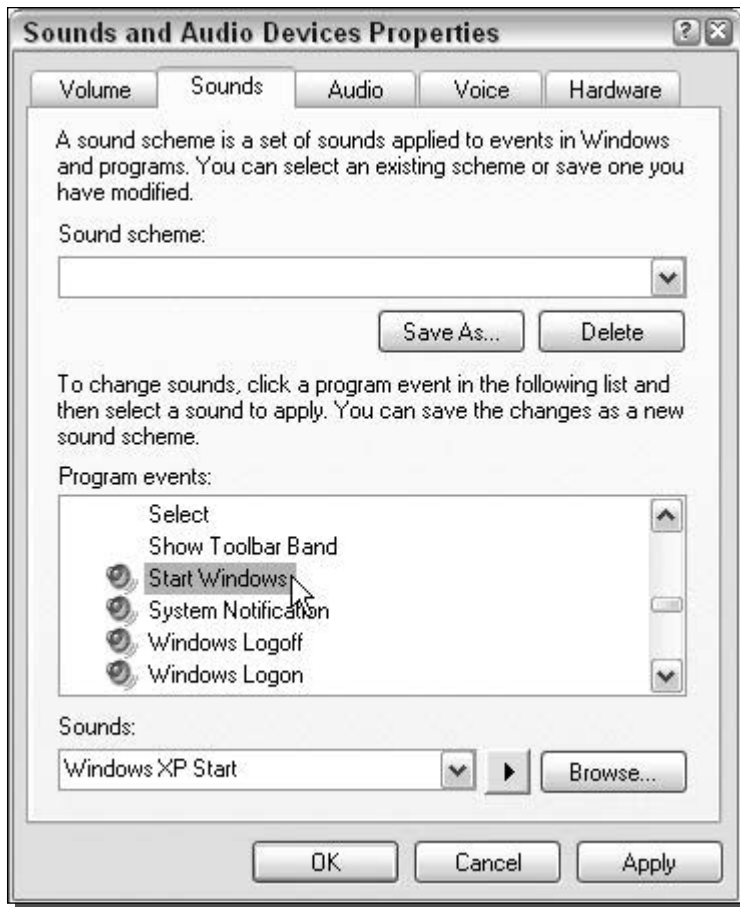 Sounds and Audio Devices Properties
Volume
Sounds
Audio
Voice
Hardware
A sound scheme is a set of sounds applied to events in Windows
and programs. You can select an existing scheme or save one you
have modified.
Sound scheme:
Save As...
Delete
To change sounds, click a program event in the following list and
then select a sound to apply. You can save the changes as a new
sound scheme.
Program events:
Select
Show Toolbar Band
Start Windows
System Notification
Windows Logoff
Windows Logon
Sounds:
Windows XP Start
Browse...
OK
Cancel
Apply